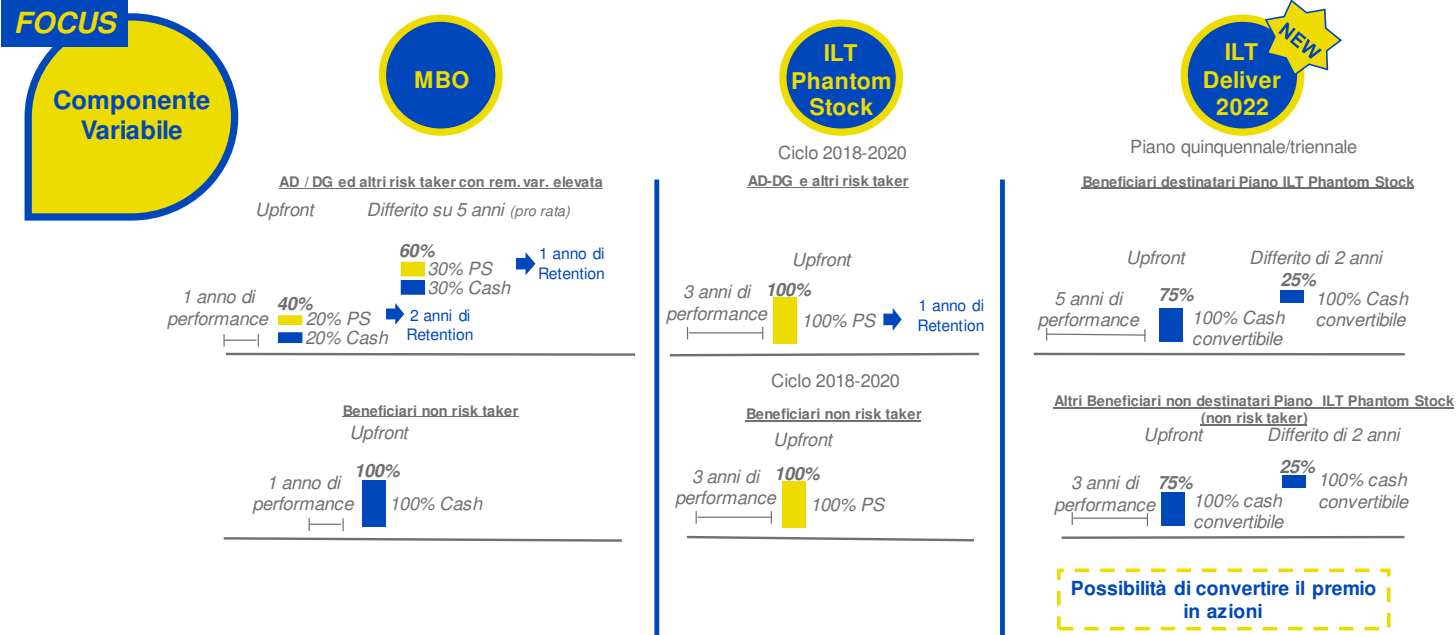 FOCUS
Componente
Variabile
MBO
AD / DG ed altri risk taker con rem. var. elevata
Upfront
Differito su 5 anni (pro rata)
60%
30% PS
30% Cash
1 anno di
Retention
1 anno di
performance
40%
20% PS
20% Cash
2 anni di
Retention
Beneficiari non risk taker
Upfront
1 anno di
performance
100%
100% Cash
ILT
Phantom
Stock
Ciclo 2018-2020
AD-DG e altri risk taker
Upfront
3 anni di
performance
100%
100% PS
1 anno di
Retention
Ciclo 2018-2020
Beneficiari non risk taker
Upfront
3 anni di
performance
100%
100% PS
ILT
Deliver
2022
NEW
Piano quinquennale/triennale
Beneficiari destinatari Piano ILT Phantom Stock
Upfront
Differito di 2 anni
5 anni di
performance
75%
100% Cash
convertibile
25%
100% Cash
convertibile
Altri Beneficiari non destinatari Piano ILT Phantom Stock
(non risk taker)
Upfront
Differito di 2 anni
3 anni di
performance
75%
100% cash
convertibile
25%
100% cash
convertibile
Possibilità di convertire il premio
in azioni